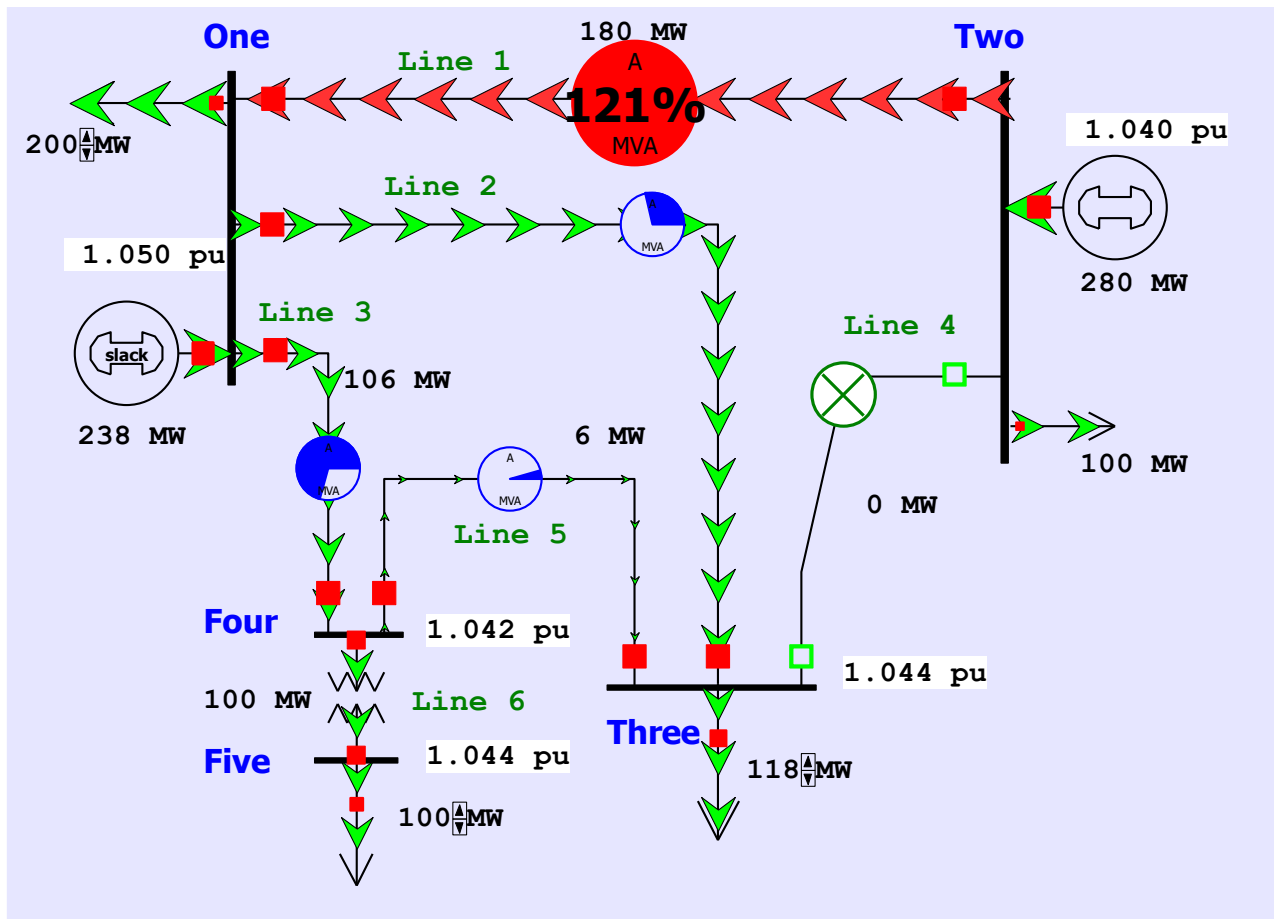 One
180 MW
Two
Line 1
A
121%
MVA
200 MW
1.040 pu
Line 2
A
MVA
1.050 pu
280 MW
Line 3
Line 4
slack
106 MW
238 MW
6 MW
100 MW
A
MVA
A
MVA
0 MW
Line 5
Four
1.042 pu
1.044 pu
100 MW
Line 6
Three
Five
1.044 pu
118 MW
100 MW